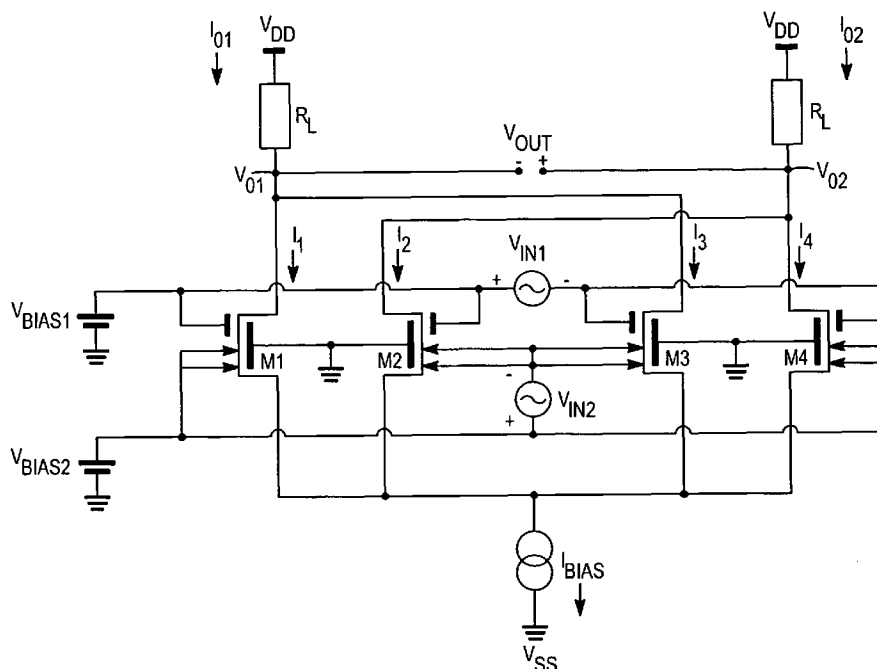 I01
VDD
VDD
I02
RL
RL
VOUT
- +
V01
V02
I1
I2
VIN1
I3
I4
+ -
VBIAS1
M1
M2
M3
M4
-
VIN2
+
VBIAS2
IBIAS
VSS